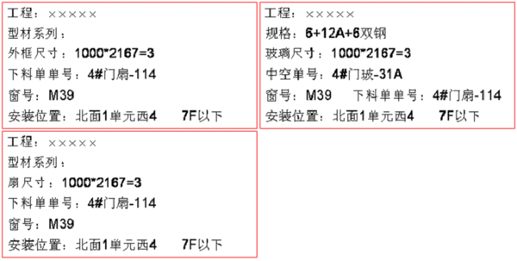 工程：×××××
型材系列：
外框尺寸：1000*2167=3
下料单单号：4#门扇-114
窗号：M39
安装位置：北面1单元西4 7F以下
工程：×××××
规格：6+12A+6双钢
玻璃尺寸：1000*2167=3
中空单号：4#门玻-31A
窗号：M39 下料单单号：4#门扇-114
安装位置：北面1单元西4 7F以下
工程：×××××
型材系列：
扇尺寸：1000*2167=3
下料单单号：4#门扇-114
窗号：M39
安装位置：北面1单元西4 7F以下